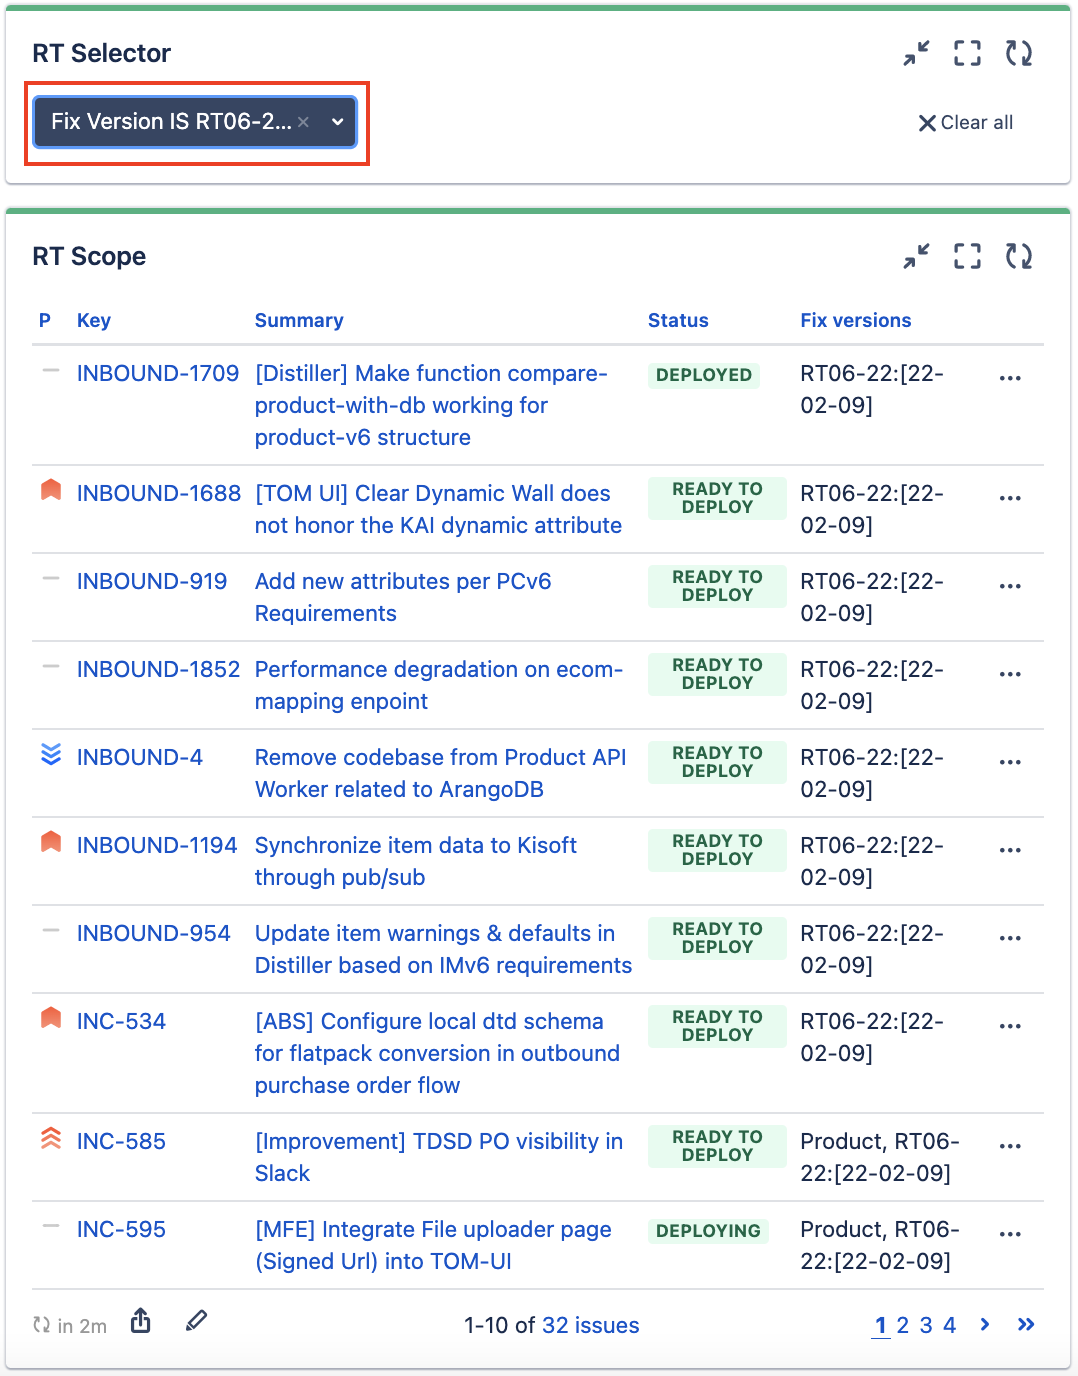 RT Selector
Fix Version IS RT06-2...
Clear all
RT Scope
P Key Summary Status Fix versions
INBOUND-1709 [Distiller] Make function compare- DEPLOYED RT06-22:[22-
product-with-db working for 02-09]
product-v6 structure
INBOUND-1688 [TOM UI] Clear Dynamic Wall does READY TO RT06-22:[22-
not honor the KAI dynamic attribute DEPLOY 02-09]
INBOUND-919 Add new attributes per PCv6 READY TO RT06-22:[22-
Requirements DEPLOY 02-09]
INBOUND-1852 Performance degradation on ecom- READY TO RT06-22:[22-
mapping enpoint DEPLOY 02-09]
INBOUND-4 Remove codebase from Product API READY TO RT06-22:[22-
Worker related to ArangoDB DEPLOY 02-09]
INBOUND-1194 Synchronize item data to Kisoft READY TO RT06-22:[22-
through pub/sub DEPLOY 02-09]
INBOUND-954 Update item warnings & defaults in READY TO RT06-22:[22-
Distiller based on IMv6 requirements DEPLOY 02-09]
INC-534 [ABS] Configure local dtd schema READY TO RT06-22:[22-
for flatpack conversion in outbound DEPLOY 02-09]
purchase order flow
INC-585 [Improvement] TDSD PO visibility in READY TO Product, RT06-
Slack DEPLOY 22:[22-02-09]
INC-595 [MFE] Integrate File uploader page DEPLOYING Product, RT06-
(Signed Url) into TOM-UI 22:[22-02-09]
in 2m 1-10 of 32 issues 1 2 3 4 › »